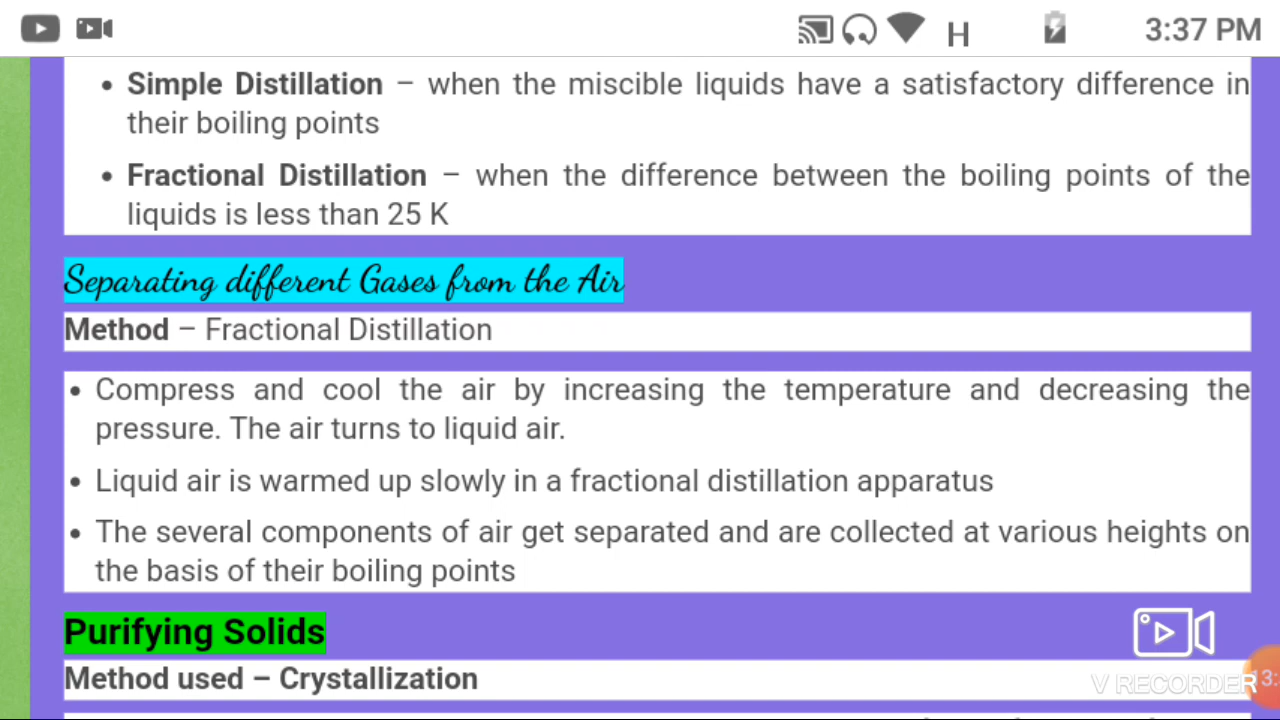 H
3:37 PM
• Simple Distillation – when the miscible liquids have a satisfactory difference in
their boiling points
• Fractional Distillation – when the difference between the boiling points of the
liquids is less than 25 K
Separating different Gases from the Air
Method – Fractional Distillation
• Compress and cool the air by increasing the temperature and decreasing the
pressure. The air turns to liquid air.
• Liquid air is warmed up slowly in a fractional distillation apparatus
• The several components of air get separated and are collected at various heights on
the basis of their boiling points
Purifying Solids
Method used – Crystallization
V RECORDER